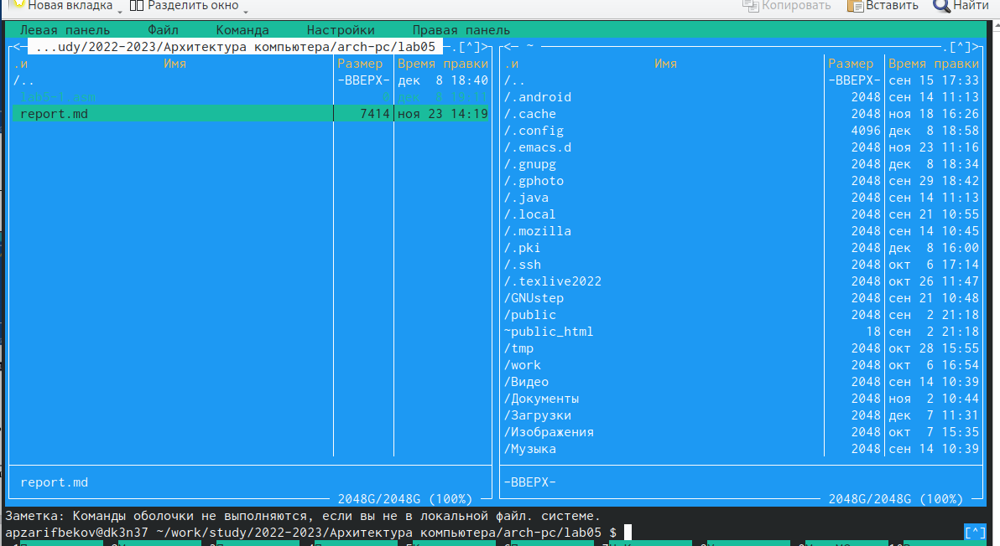 Новая вкладка Разделить окно Копировать Вставить Найти
Левая панель Файл Команда Настройки Правая панель
<— ...udy/2022-2023/Архитектура компьютера/arch-pc/lab05 .[^]> <— ~ .[^]>
.и Имя Размер Время правки .и Имя Размер Время правки
/.. -ВВЕРХ- дек 8 18:40 /.. -ВВЕРХ- сен 15 17:33
lab5-1.asm 0 дек 8 19:11 /.android 2048 сен 14 11:13
report.md 7414 ноя 23 14:19 /.cache 2048 ноя 18 16:26
/.config 4096 дек 8 18:58
/.emacs.d 2048 ноя 23 11:16
/.gnupg 2048 дек 8 18:34
/.gphoto 2048 сен 29 18:42
/.java 2048 сен 14 11:13
/.local 2048 сен 21 10:55
/.mozilla 2048 сен 14 10:45
/.pki 2048 дек 8 16:00
/.ssh 2048 окт 6 17:14
/.texlive2022 2048 окт 26 11:47
/GNUstep 2048 сен 21 10:48
/public 2048 сен 2 21:18
~public_html 18 сен 2 21:18
/tmp 2048 окт 28 15:55
/work 2048 окт 6 16:54
/Видео 2048 сен 14 10:39
/Документы 2048 ноя 2 10:44
/Загрузки 2048 дек 7 11:31
/Изображения 2048 окт 7 15:35
/Музыка 2048 сен 14 10:39
report.md -ВВЕРХ-
2048G/2048G (100%) 2048G/2048G (100%)
Заметка: Команды оболочки не выполняются, если вы не в локальной файл. системе.
apzarifbekov@dk3n37 ~/work/study/2022-2023/Архитектура компьютера/arch-pc/lab05 $ [^]